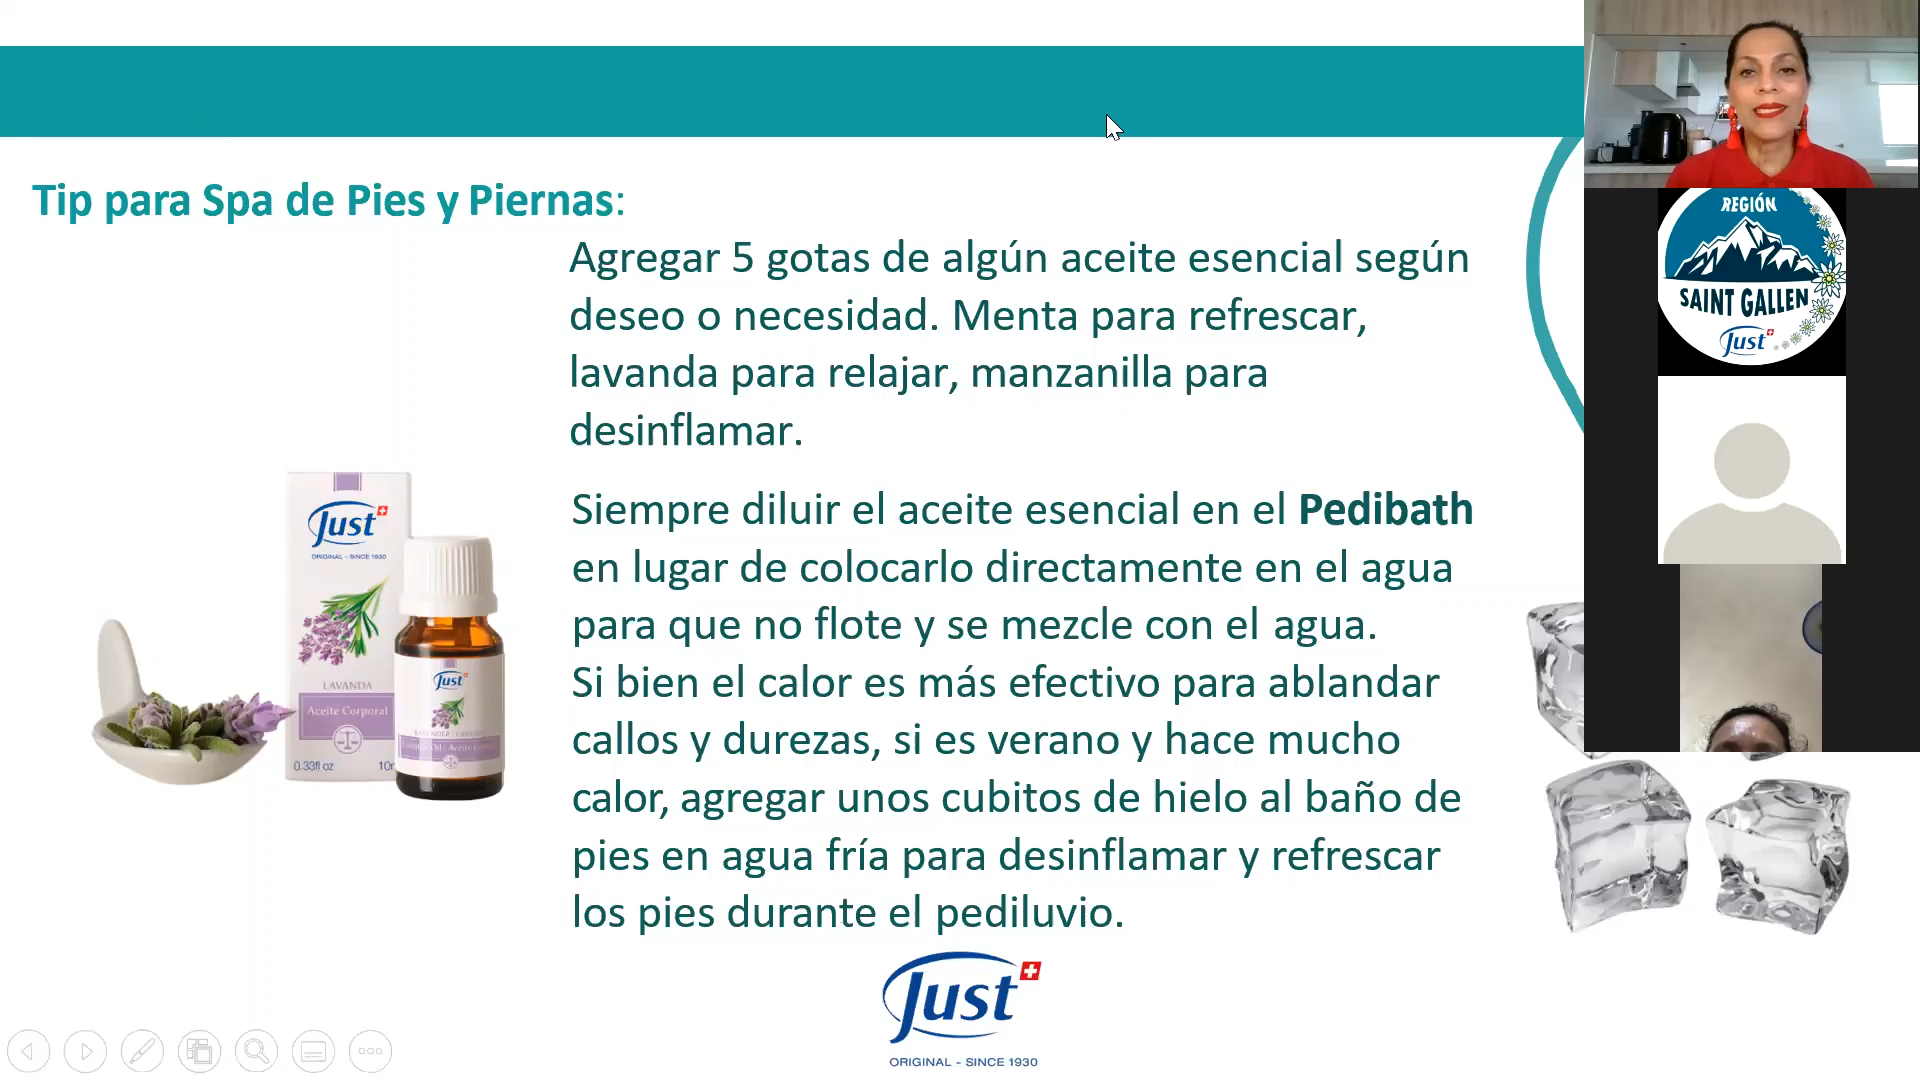 Tip para Spa de Pies y Piernas:
Agregar 5 gotas de algún aceite esencial según
deseo o necesidad. Menta para refrescar,
lavanda para relajar, manzanilla para
desinflamar.
Siempre diluir el aceite esencial en el Pedibath
en lugar de colocarlo directamente en el agua
para que no flote y se mezcle con el agua.
Si bien el calor es más efectivo para ablandar
callos y durezas, si es verano y hace mucho
calor, agregar unos cubitos de hielo al baño de
pies en agua fría para desinflamar y refrescar
los pies durante el pediluvio.
Just
ORIGINAL - SINCE 1930
LAVANDA
Aceite Corporal
0.33fl oz
Just
Just
ORIGINAL - SINCE 1930
REGIÓN
SAINT GALLEN
Just